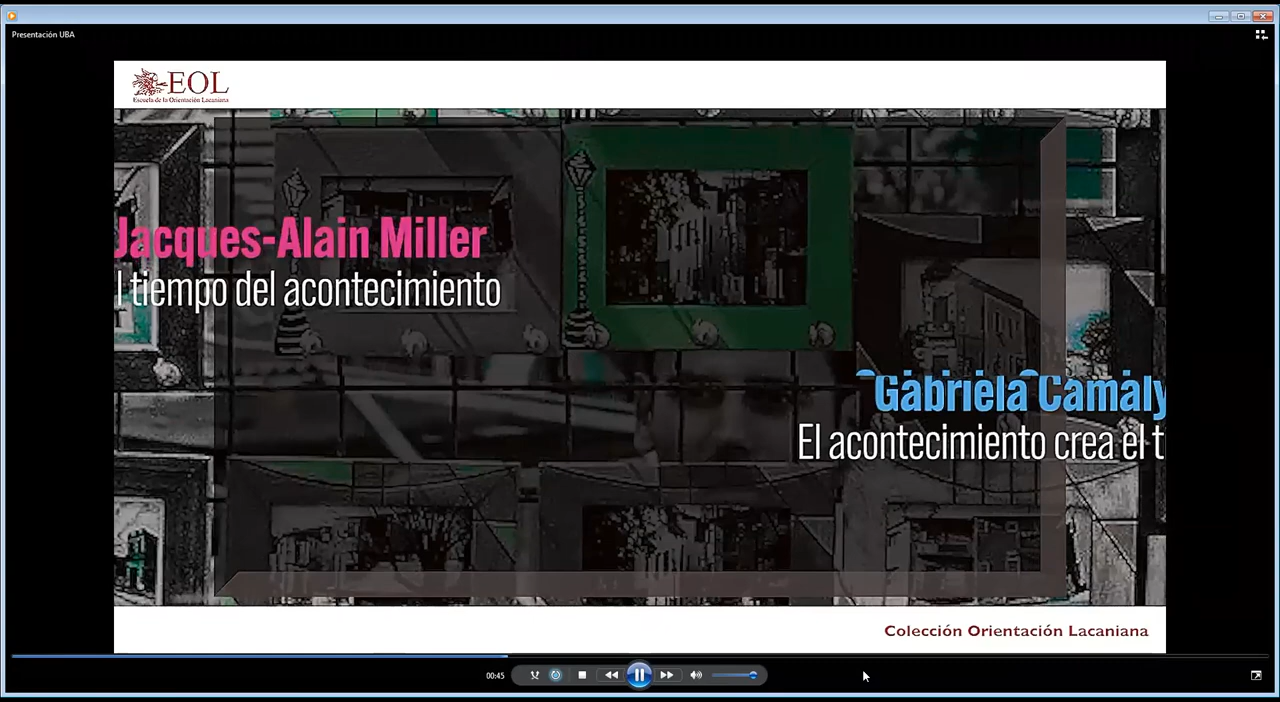 Presentación UBA
EOL
Escuela de la Orientación Lacaniana
Jacques-Alain Miller
l tiempo del acontecimiento
Gabriela Camaly
El acontecimiento crea el t
Colección Orientación Lacaniana
00:45